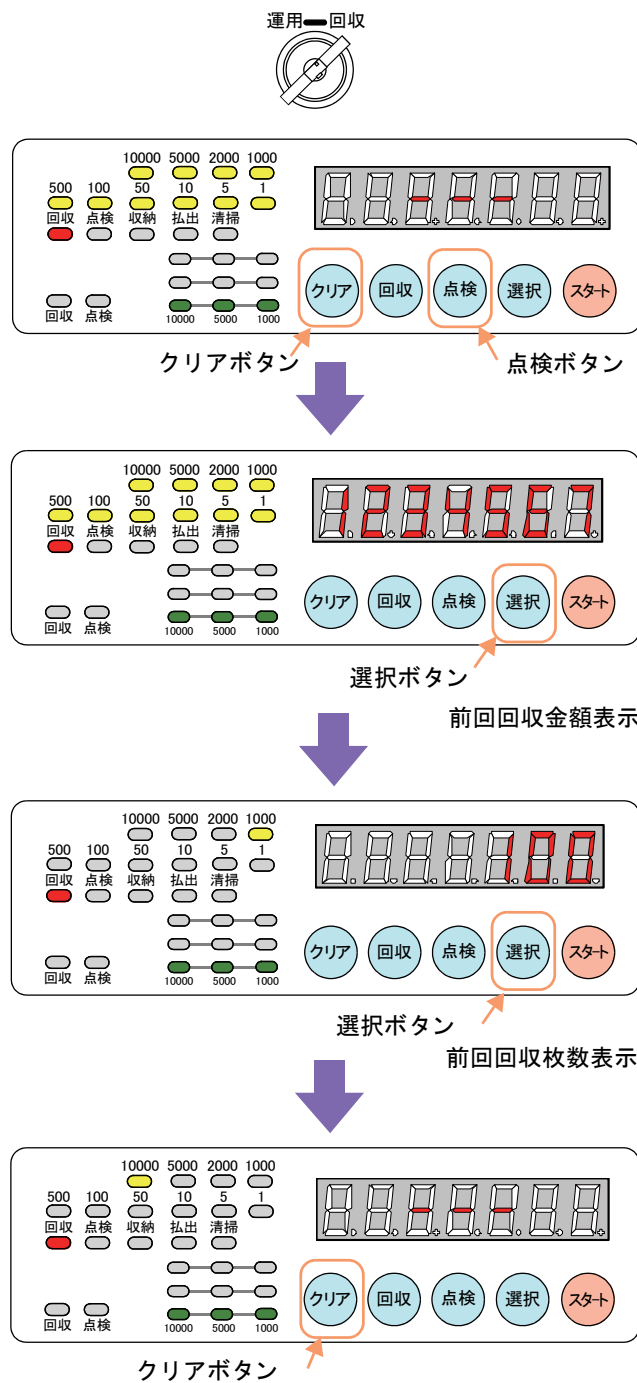 運用 回収
10000 5000 2000 1000
500 100 50 10 5 1
回収 点検 収納 払出 清掃
- - -
クリア 回収 点検 選択 スタート
回収 点検
10000 5000 1000
クリアボタン 点検ボタン
10000 5000 2000 1000
500 100 50 10 5 1
回収 点検 収納 払出 清掃
1234567
クリア 回収 点検 選択 スタート
回収 点検
10000 5000 1000
選択ボタン
前回回収金額表示
10000 5000 2000 1000
500 100 50 10 5 1
回収 点検 収納 払出 清掃
100
クリア 回収 点検 選択 スタート
回収 点検
10000 5000 1000
選択ボタン
前回回収枚数表示
10000 5000 2000 1000
500 100 50 10 5 1
回収 点検 収納 払出 清掃
- - -
クリア 回収 点検 選択 スタート
回収 点検
10000 5000 1000
クリアボタン